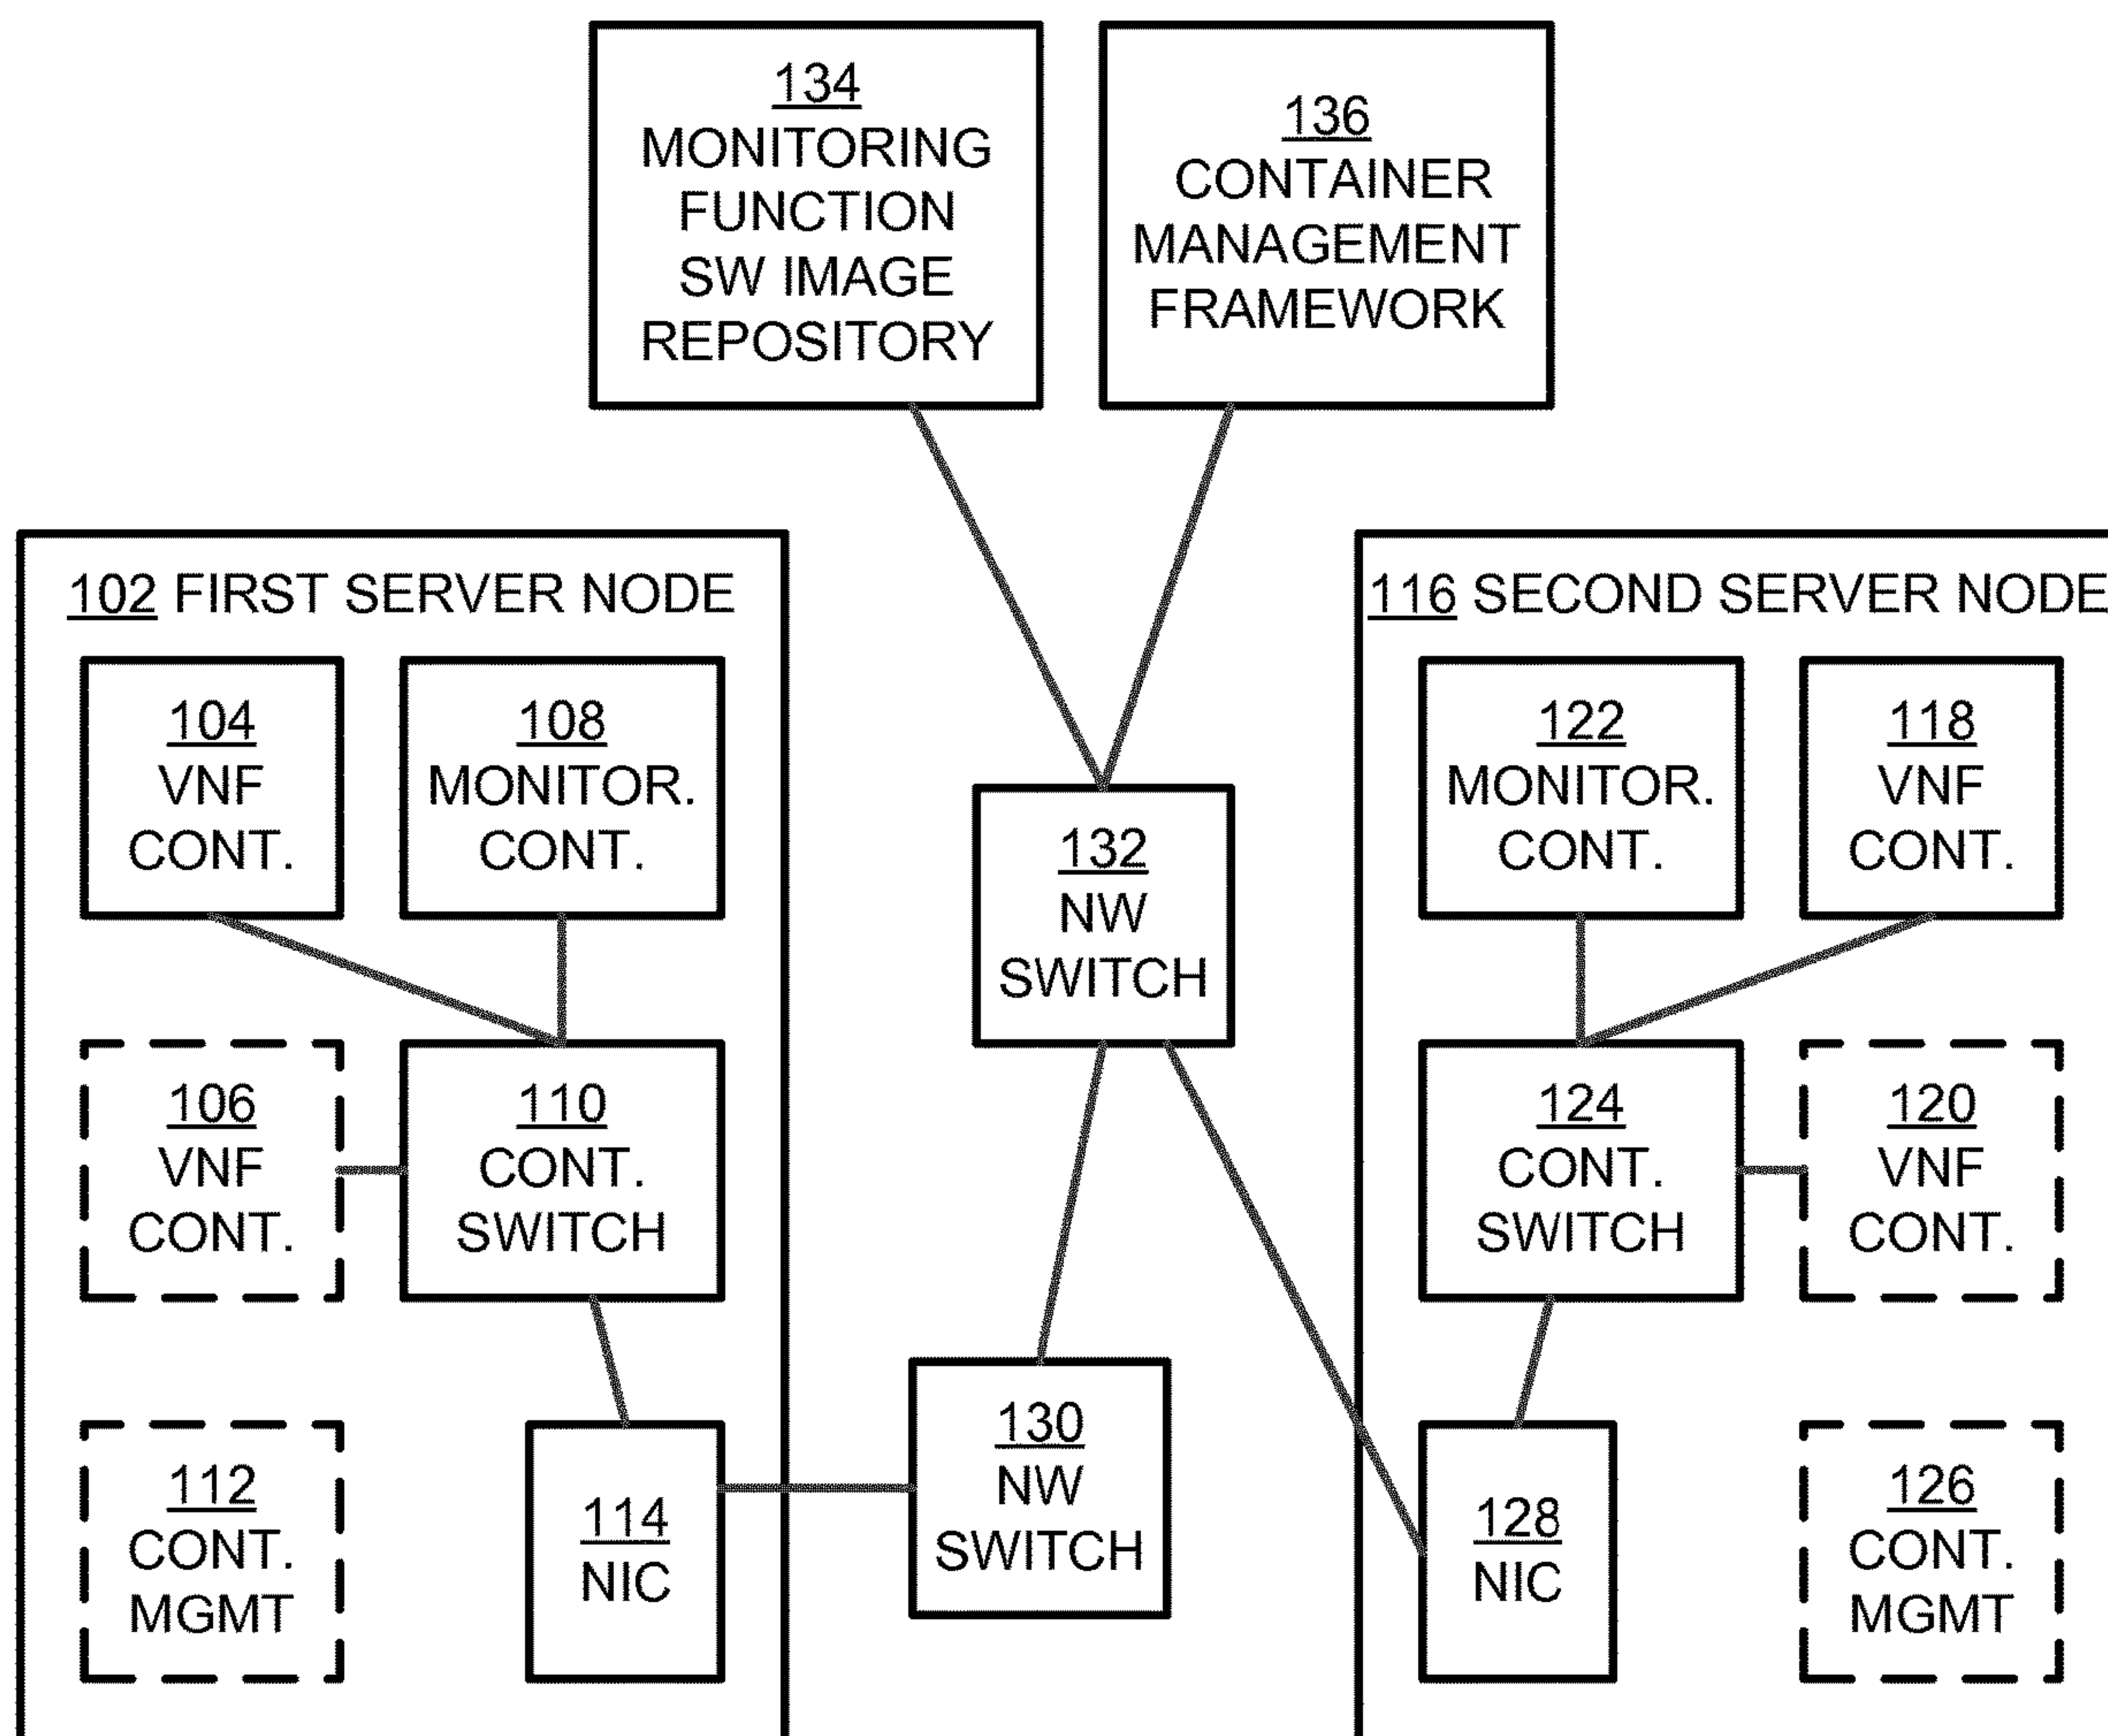 134
MONITORING
FUNCTION
SW IMAGE
REPOSITORY
136
CONTAINER
MANAGEMENT
FRAMEWORK
102 FIRST SERVER NODE
104
VNF
CONT.
108
MONITOR.
CONT.
106
VNF
CONT.
110
CONT.
SWITCH
112
CONT.
MGMT
114
NIC
132
NW
SWITCH
130
NW
SWITCH
116 SECOND SERVER NODE
122
MONITOR.
CONT.
118
VNF
CONT.
124
CONT.
SWITCH
120
VNF
CONT.
128
NIC
126
CONT.
MGMT